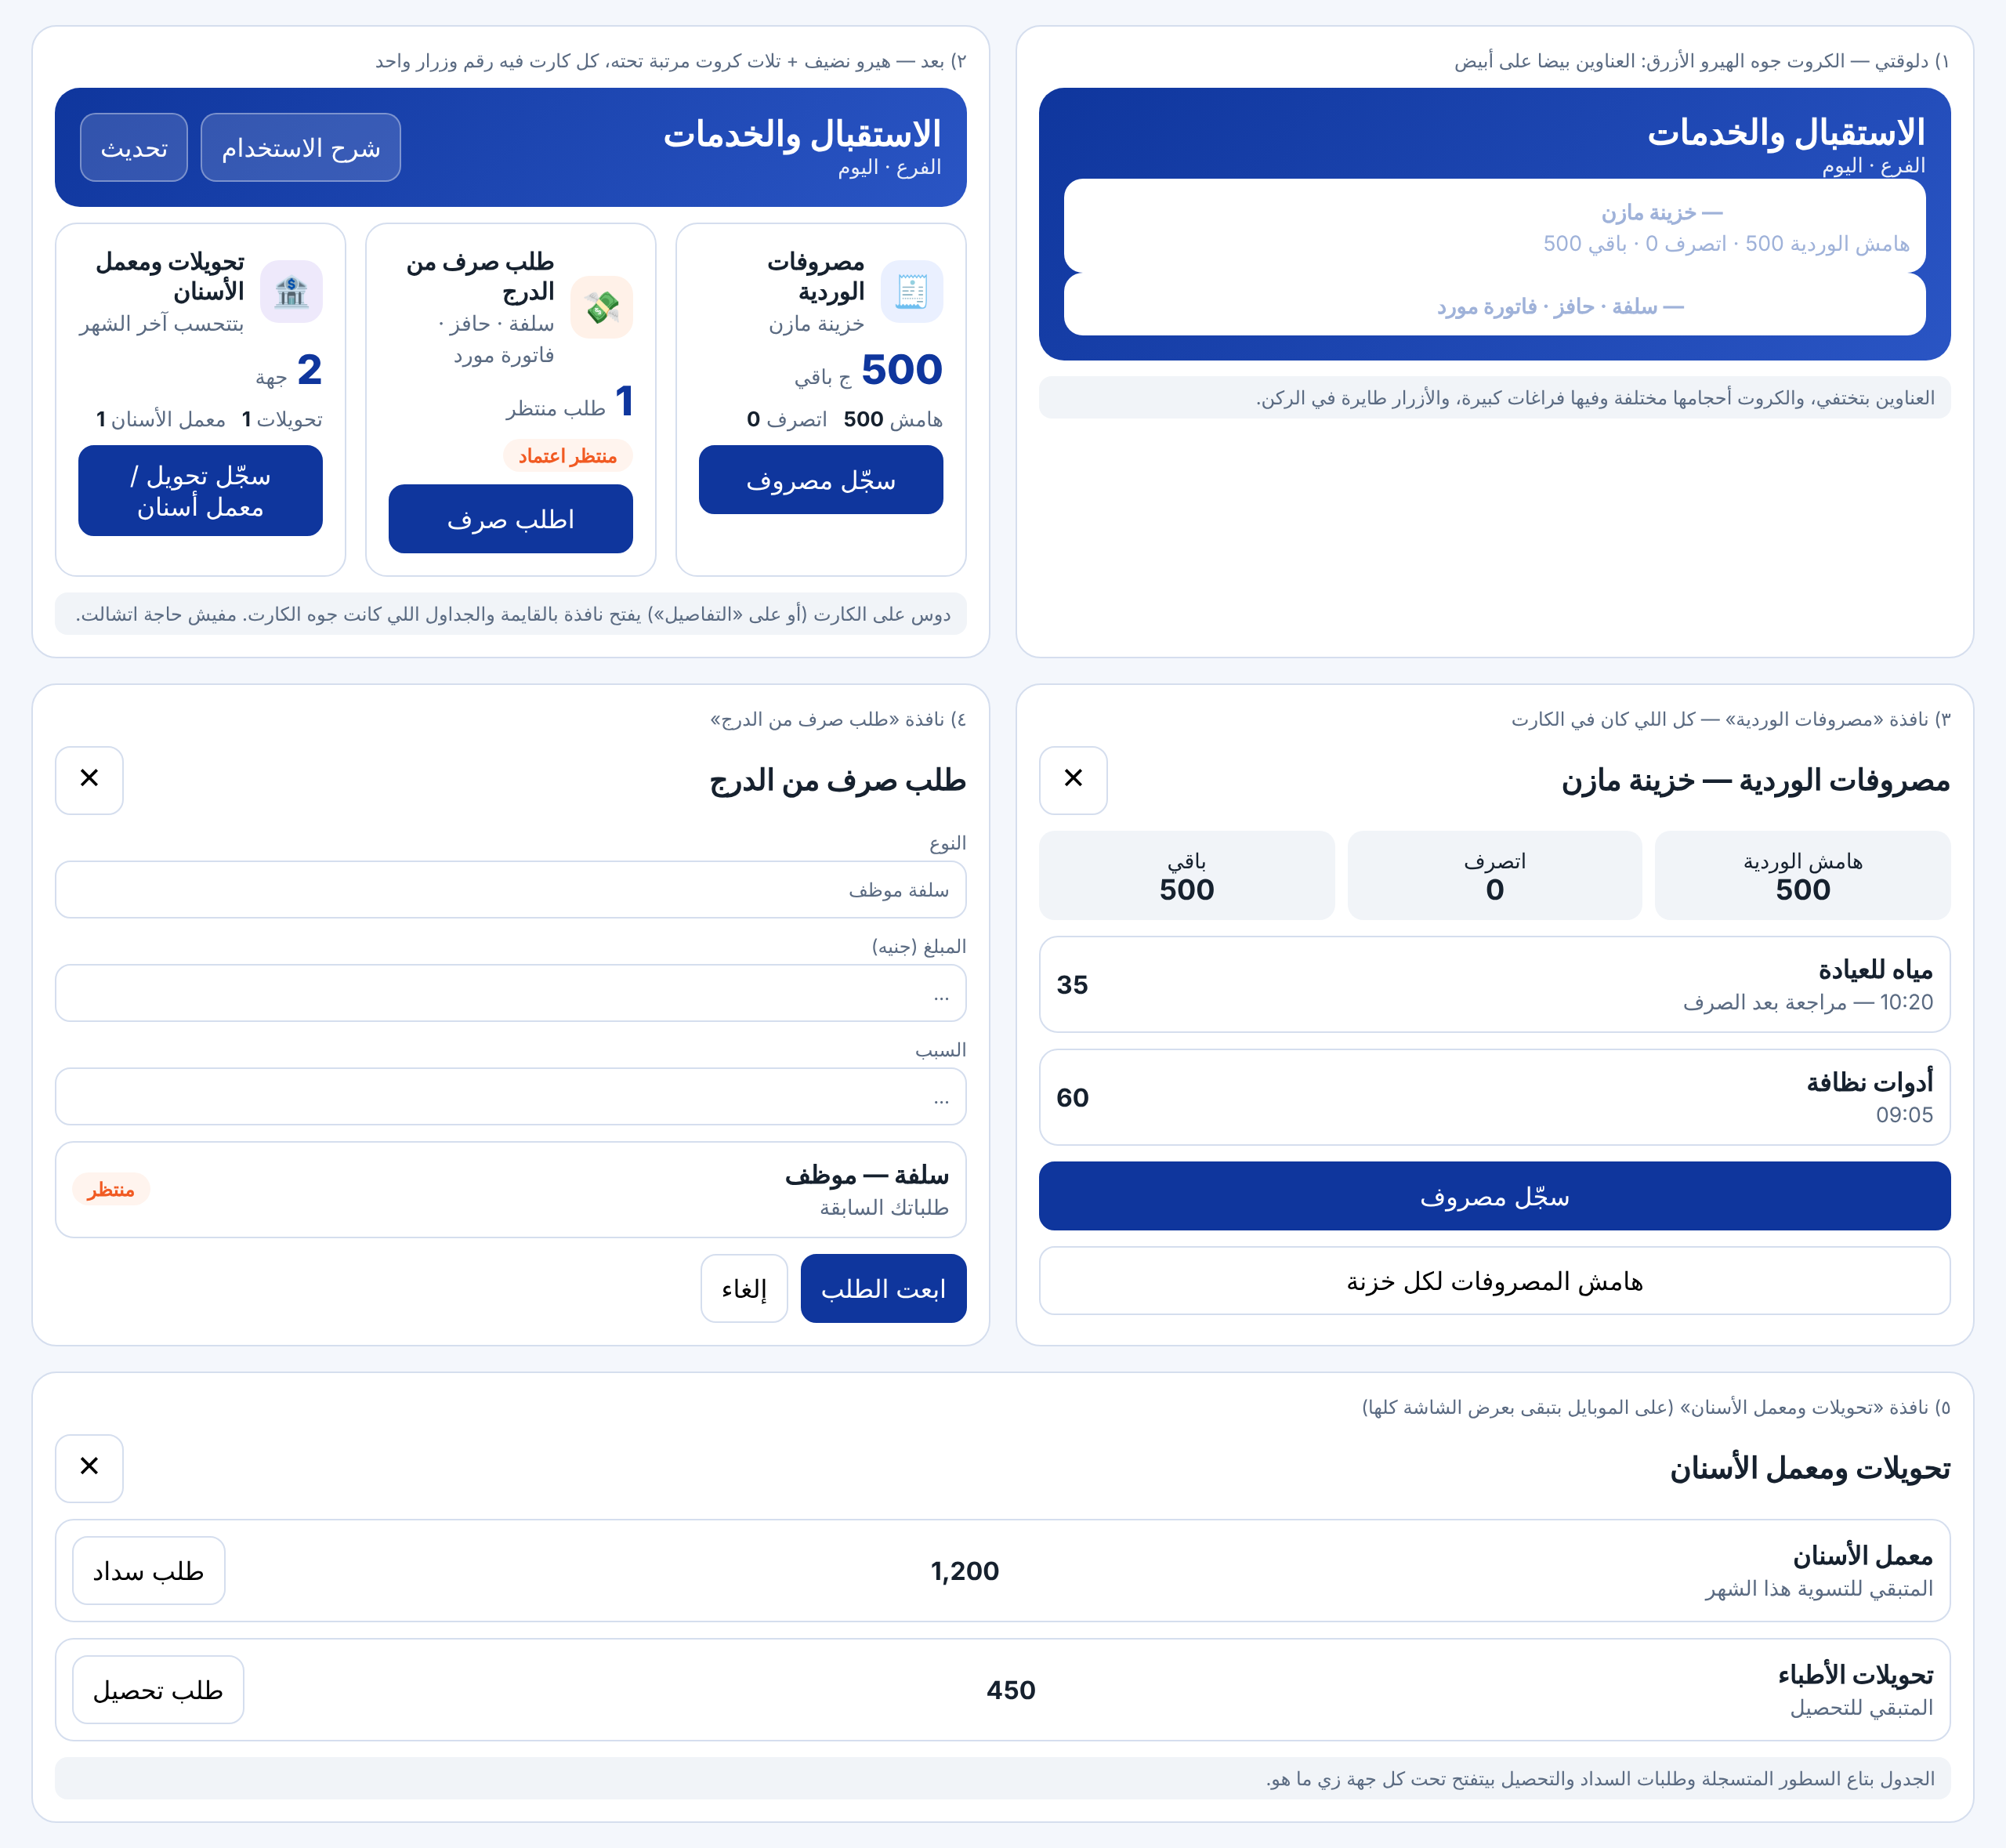 ١) دلوقتي — الكروت جوه الهيرو الأزرق: العناوين بيضا على أبيض
الاستقبال والخدمات
الفرع · اليوم
— خزينة مازن
هامش الوردية 500 · اتصرف 0 · باقي 500
— سلفة · حافز · فاتورة مورد
العناوين بتختفي، والكروت أحجامها مختلفة وفيها فراغات كبيرة، والأزرار طايرة في الركن.
٢) بعد — هيرو نضيف + تلات كروت مرتبة تحته، كل كارت فيه رقم وزرار واحد
الاستقبال والخدمات
الفرع · اليوم
شرح الاستخدام
تحديث
مصروفات
الوردية
خزينة مازن
500 ج باقي
هامش 500 اتصرف 0
سجّل مصروف
طلب صرف من
الدرج
سلفة · حافز ·
فاتورة مورد
1 طلب منتظر
منتظر اعتماد
اطلب صرف
تحويلات ومعمل
الأسنان
بتتحسب آخر الشهر
2 جهة
تحويلات 1 معمل الأسنان 1
سجّل تحويل /
معمل أسنان
دوس على الكارت (أو على «التفاصيل») يفتح نافذة بالقايمة والجداول اللي كانت جوه الكارت. مفيش حاجة اتشالت.
٣) نافذة «مصروفات الوردية» — كل اللي كان في الكارت
مصروفات الوردية — خزينة مازن
✕
هامش الوردية
500
اتصرف
0
باقي
500
مياه للعيادة
10:20 — مراجعة بعد الصرف
35
أدوات نظافة
09:05
60
سجّل مصروف
هامش المصروفات لكل خزنة
٤) نافذة «طلب صرف من الدرج»
طلب صرف من الدرج
✕
النوع
سلفة موظف
المبلغ (جنيه)
...
السبب
...
سلفة — موظف
طلباتك السابقة
منتظر
ابعت الطلب
إلغاء
٥) نافذة «تحويلات ومعمل الأسنان» (على الموبايل بتبقى بعرض الشاشة كلها)
تحويلات ومعمل الأسنان
✕
معمل الأسنان
المتبقي للتسوية هذا الشهر
1,200
طلب سداد
تحويلات الأطباء
المتبقي للتحصيل
450
طلب تحصيل
الجدول بتاع السطور المتسجلة وطلبات السداد والتحصيل بيتفتح تحت كل جهة زي ما هو.